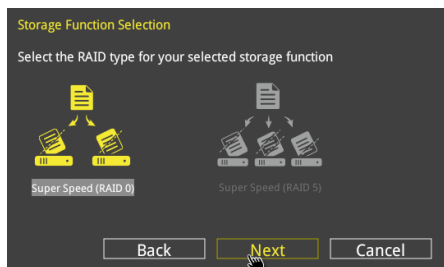 Storage Function Selection
Select the RAID type for your selected storage function
Super Speed (RAID 0)
Super Speed (RAID 5)
Back
Next
Cancel